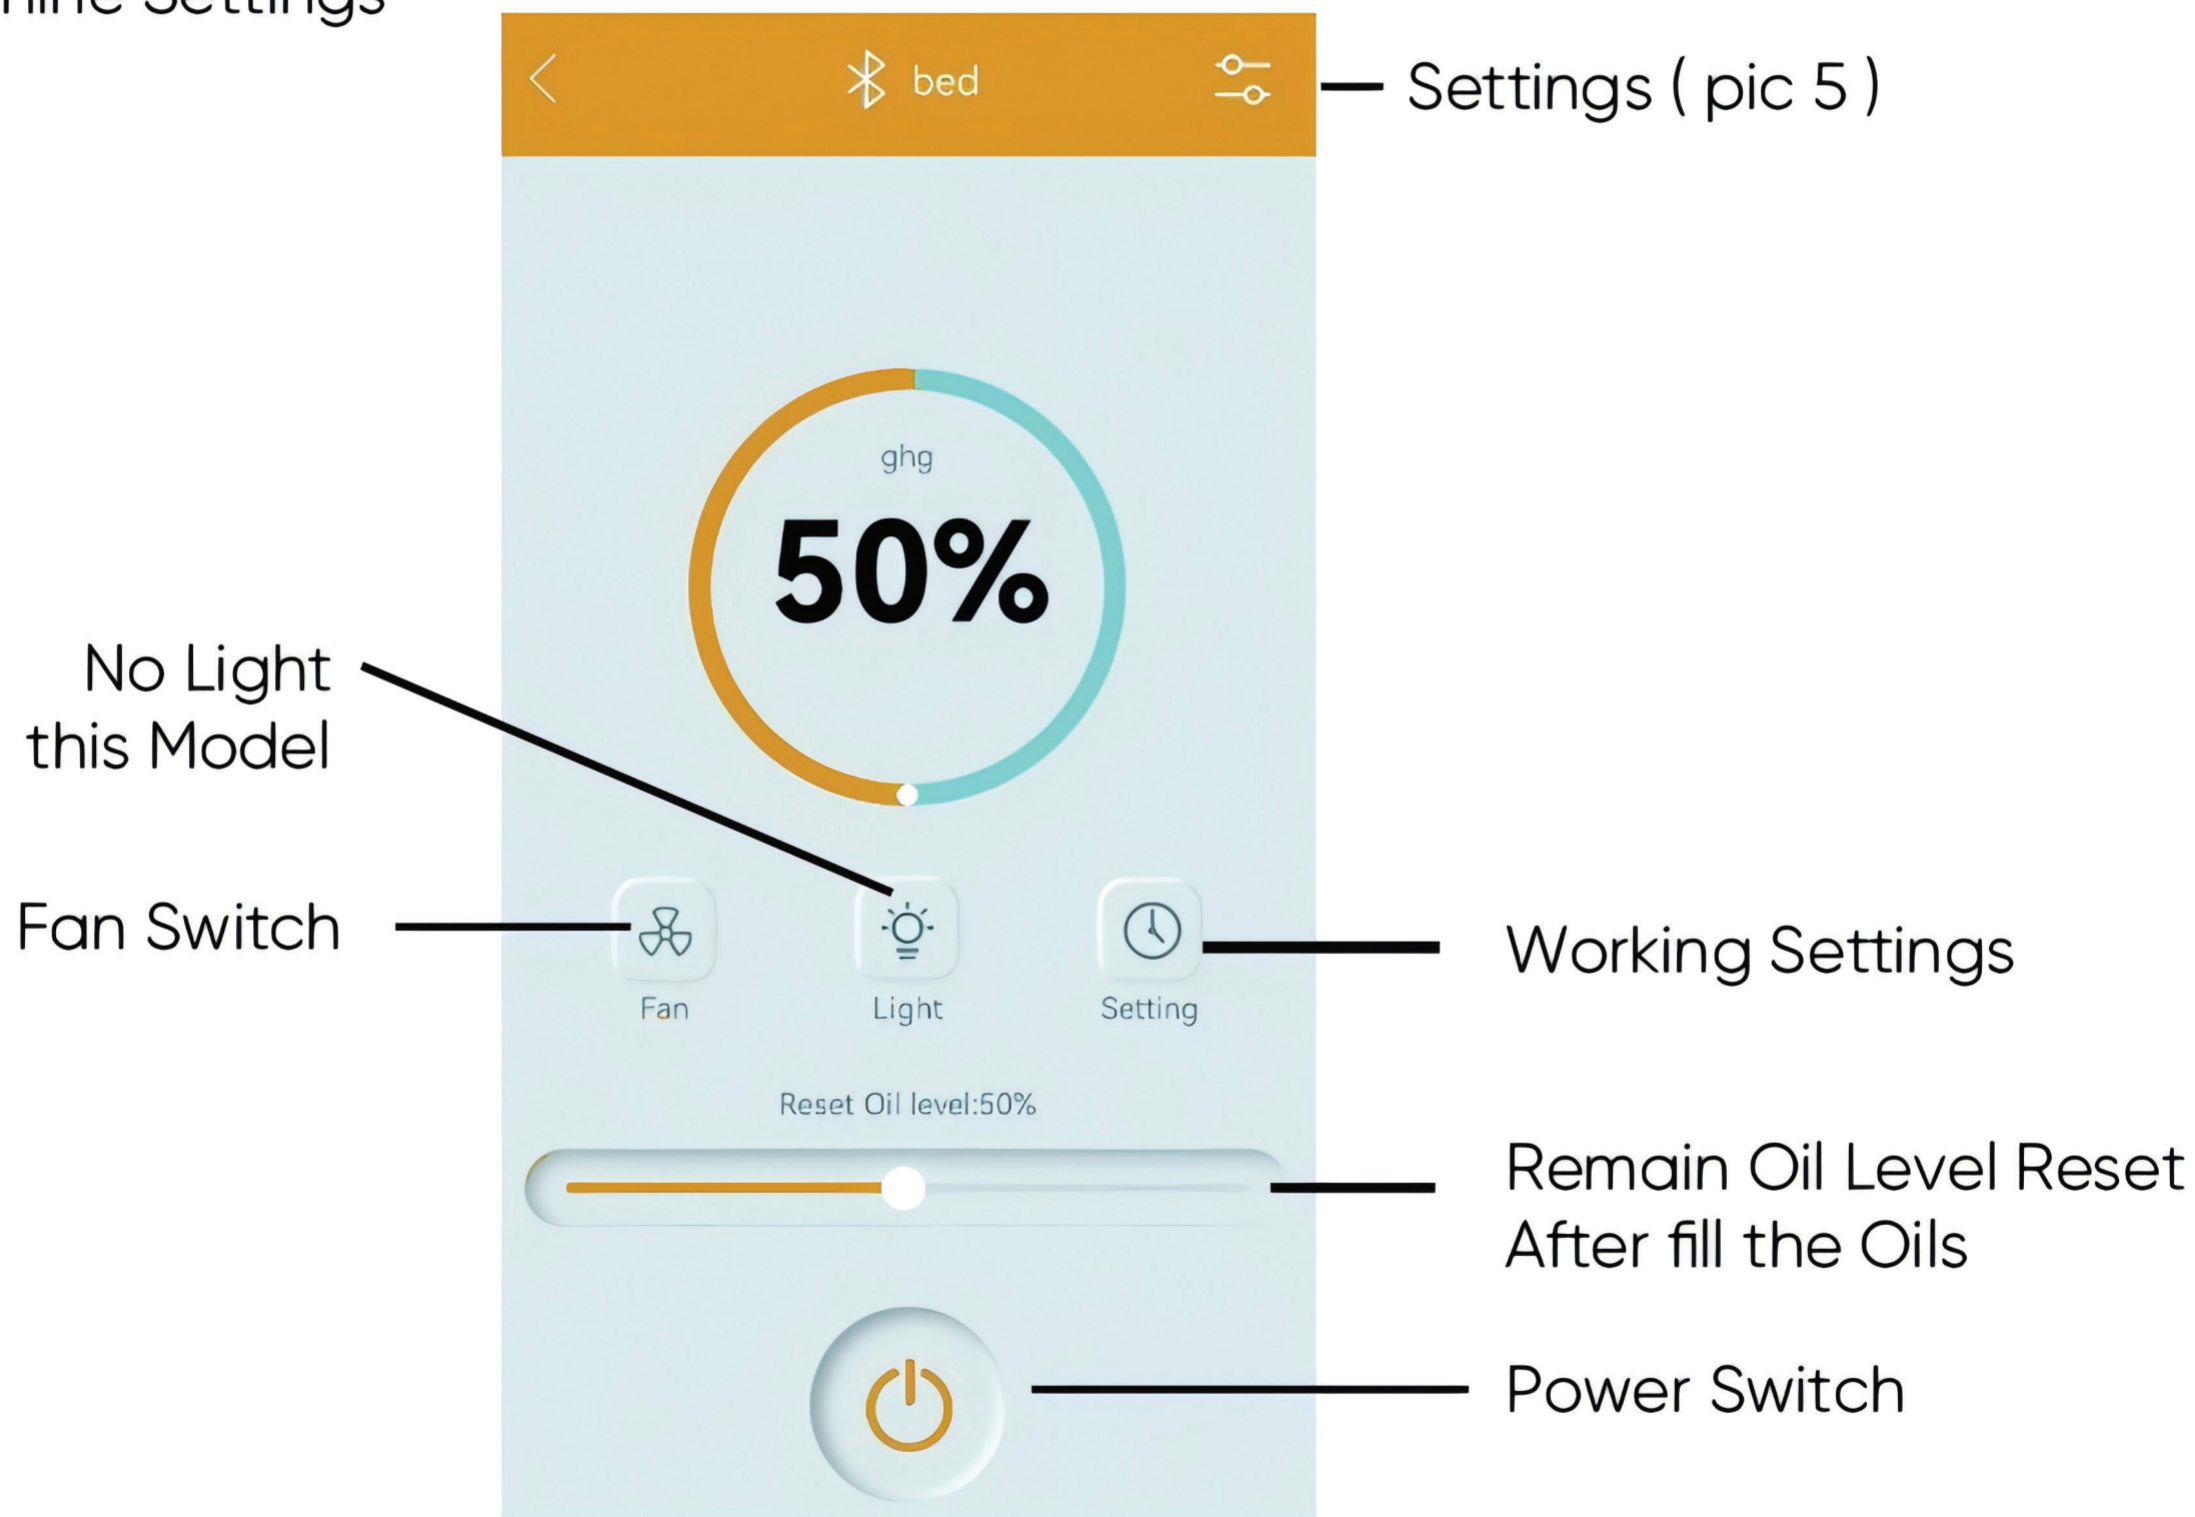 Settings
bed
Settings ( pic 5 )
ghg
50%
No Light
this Model
Fan Switch
Working Settings
Fan
Light
Setting
Reset Oil level:50%
Remain Oil Level Reset
After fill the Oils
Power Switch